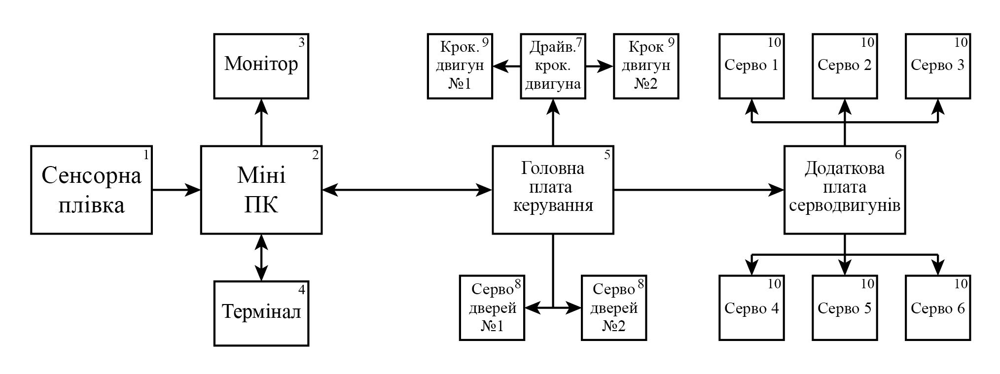 3
Монітор
9
Крок.
двигун
№1
7
Драйв.
крок.
двигуна
9
Крок
двигун
№2
10
Серво 1
10
Серво 2
10
Серво 3
1
Сенсорна
плівка
2
Міні
ПК
5
Головна
плата
керування
6
Додаткова
плата
серводвигунів
4
Термінал
8
Серво
дверей
№1
8
Серво
дверей
№2
10
Серво 4
10
Серво 5
10
Серво 6